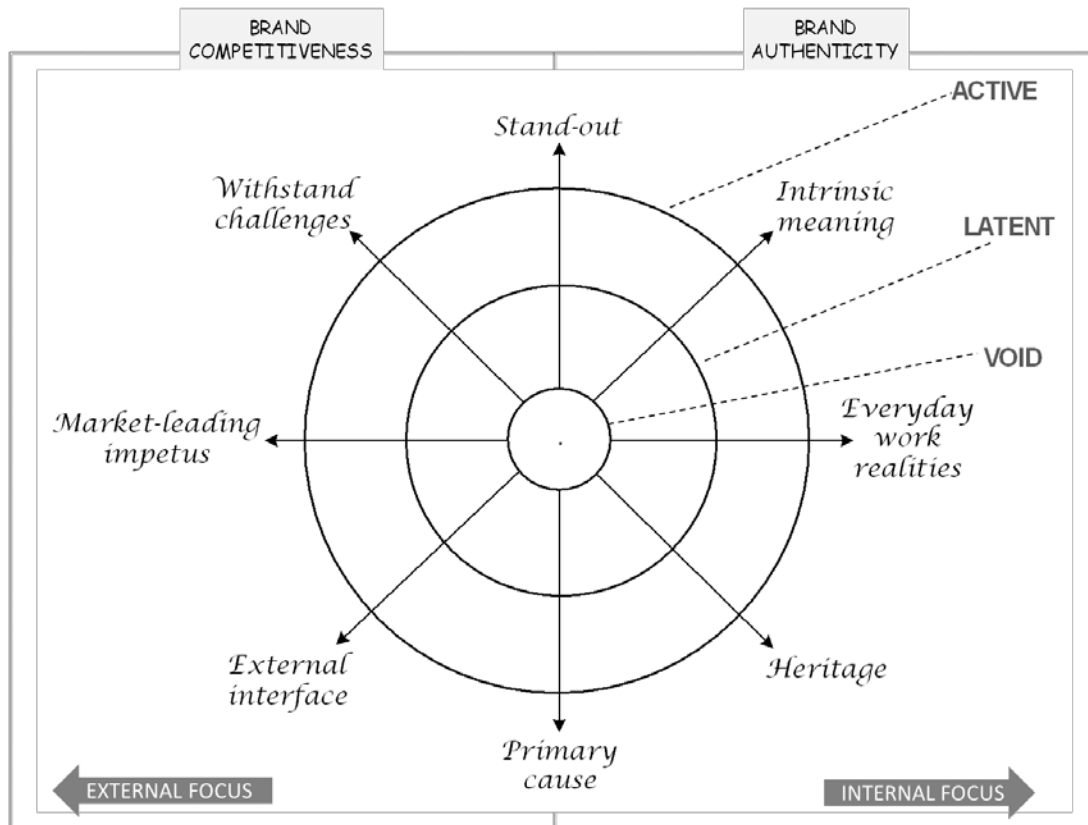 BRAND
COMPETITIVENESS
BRAND
AUTHENTICITY
ACTIVE
Stand-out
Withstand
challenges
Intrinsic
meaning
LATENT
VOID
Market-leading
impetus
Everyday
work
realities
External
interface
Heritage
Primary
cause
EXTERNAL FOCUS
INTERNAL FOCUS